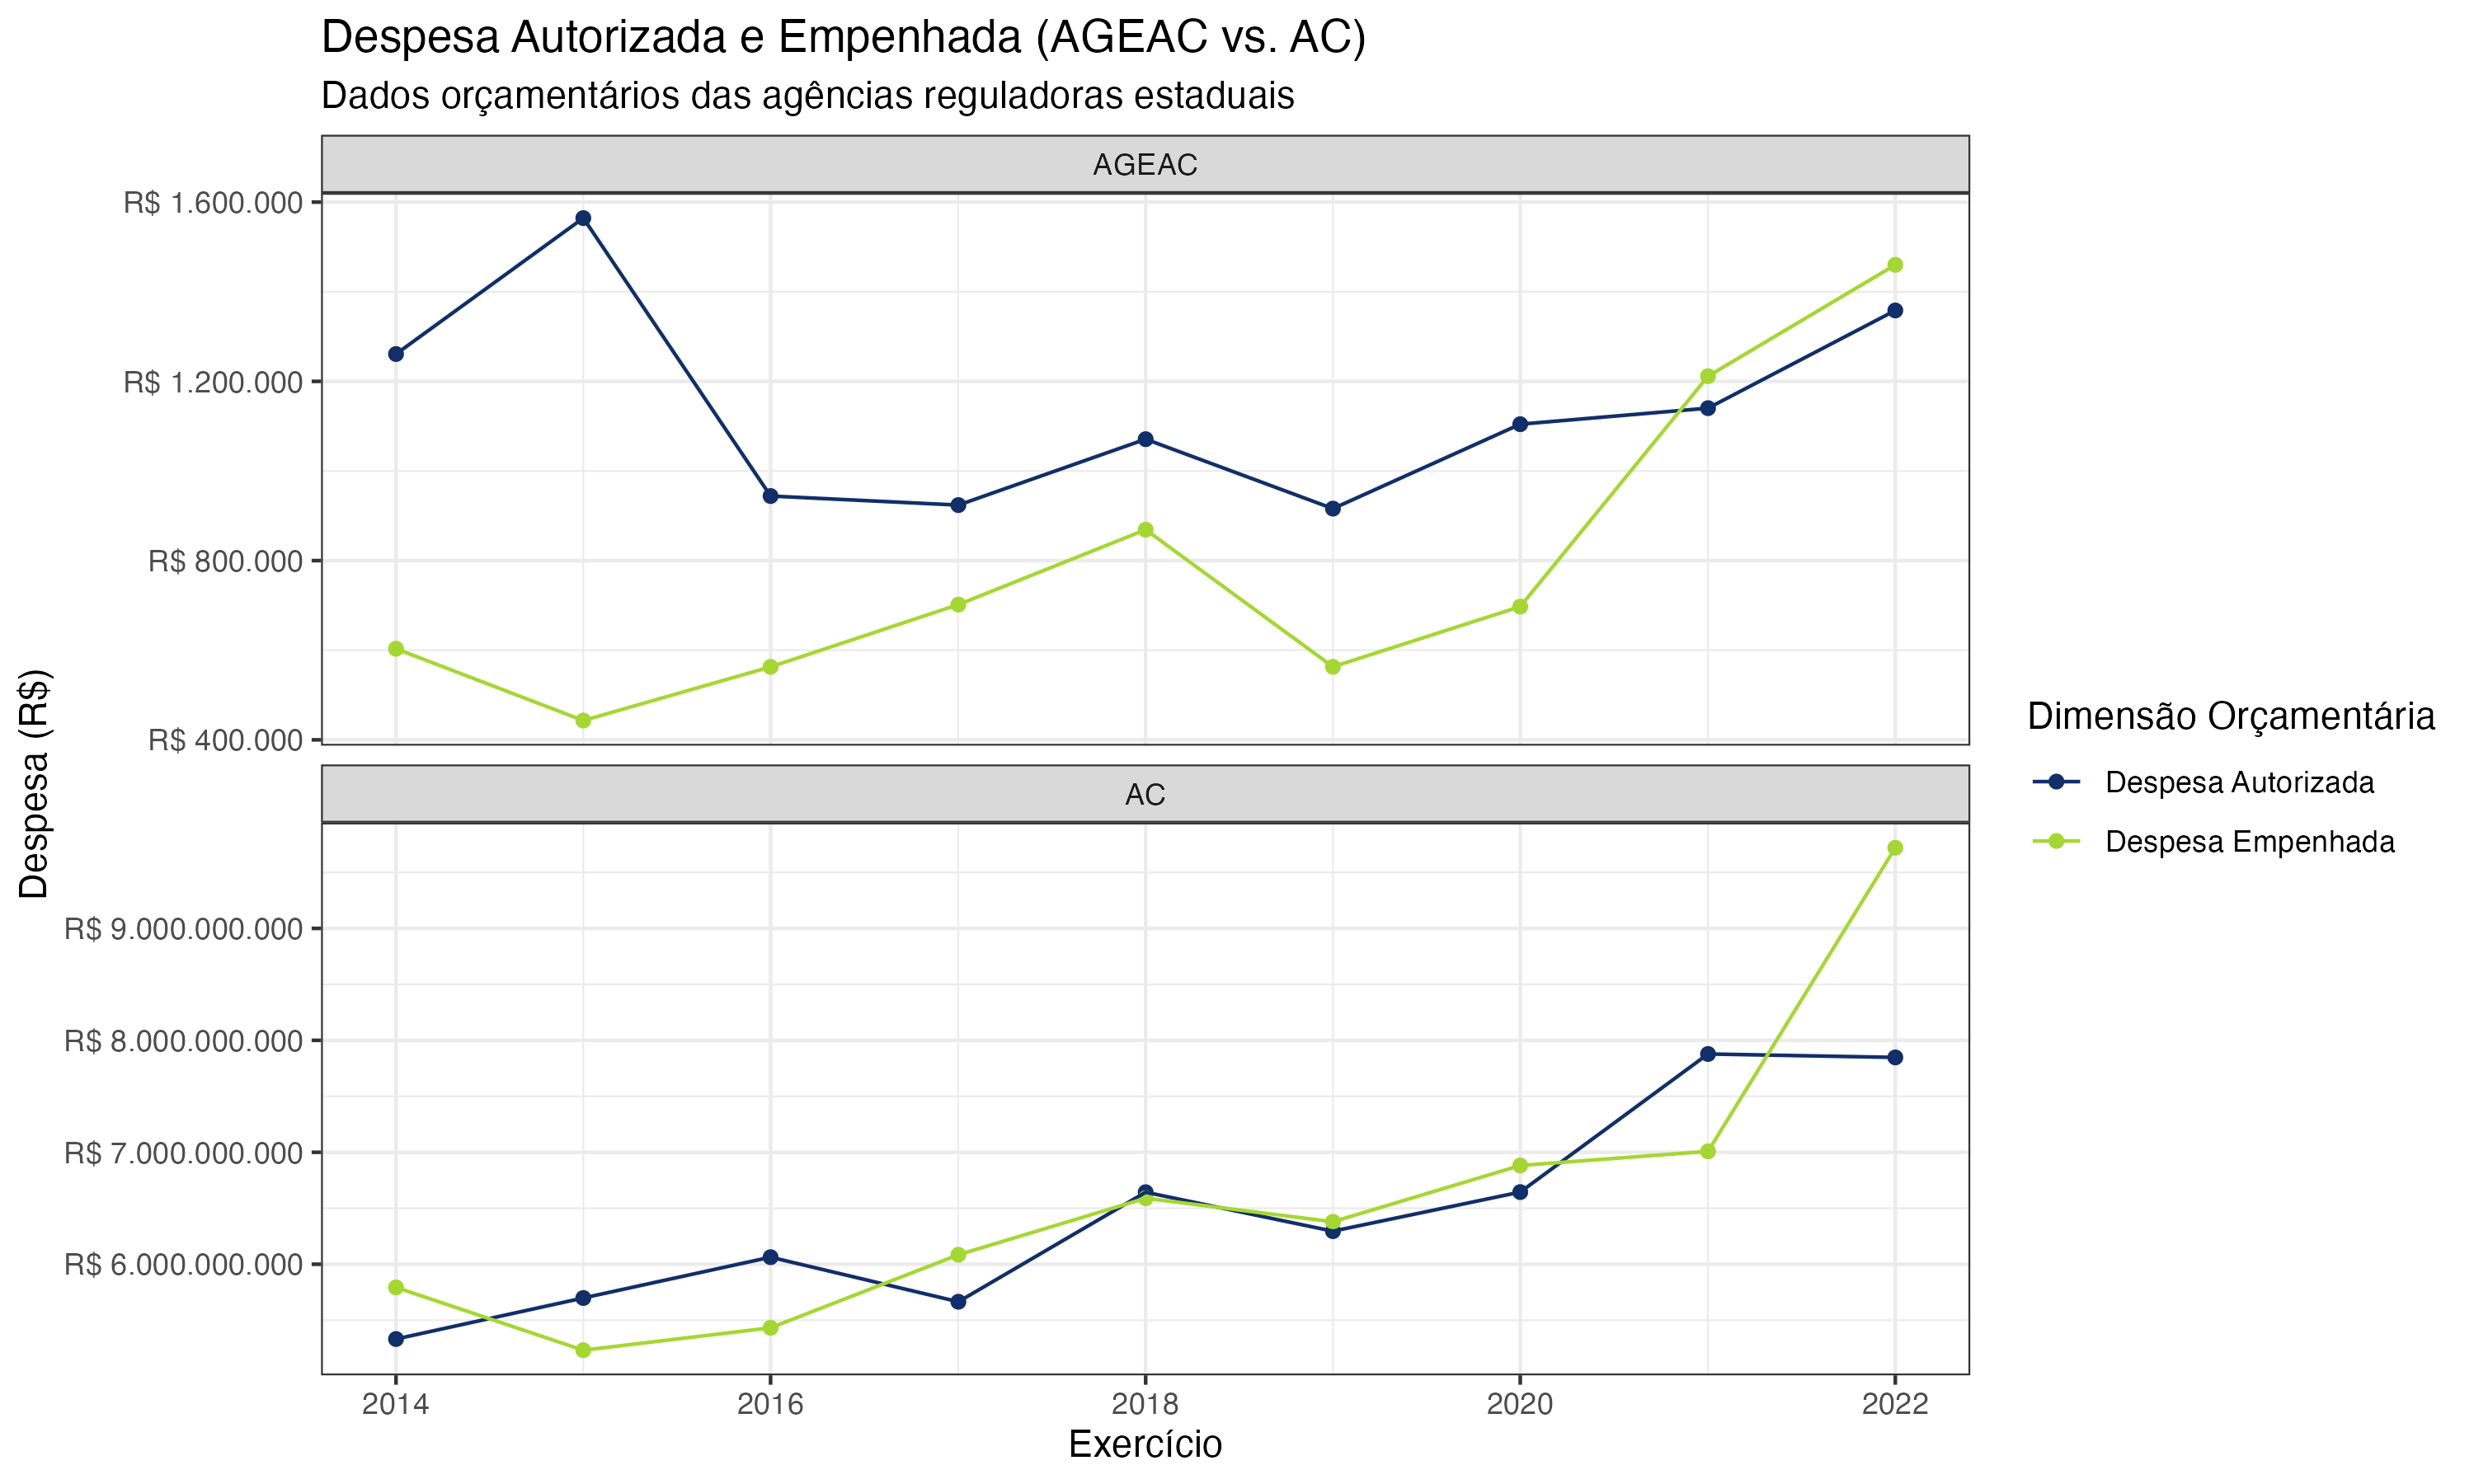 Despesa Autorizada e Empenhada (AGEAC vs. AC)
Dados orçamentários das agências reguladoras estaduais
AGEAC
R$ 1.600.000
R$ 1.200.000
R$ 800.000
R$ 400.000
AC
R$ 9.000.000.000
R$ 8.000.000.000
R$ 7.000.000.000
R$ 6.000.000.000
2014
2016
2018
2020
2022
Exercício
Despesa (R$)
Dimensão Orçamentária
Despesa Autorizada
Despesa Empenhada